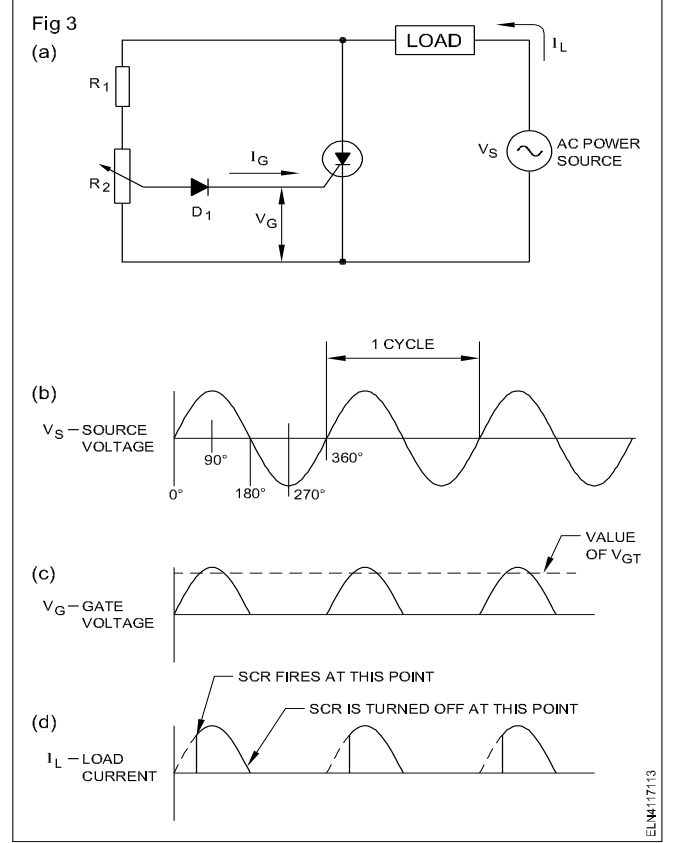 Fig 3
(a)
LOAD
I_L
R_1
R_2
I_G
D_1
V_G
V_S
AC POWER
SOURCE
1 CYCLE
(b)
V_S – SOURCE
VOLTAGE
0°
90°
180°
270°
360°
(c)
V_G – GATE
VOLTAGE
VALUE
OF V_GT
(d)
SCR FIRES AT THIS POINT
SCR IS TURNED OFF AT THIS POINT
I_L – LOAD
CURRENT
ELN4117113